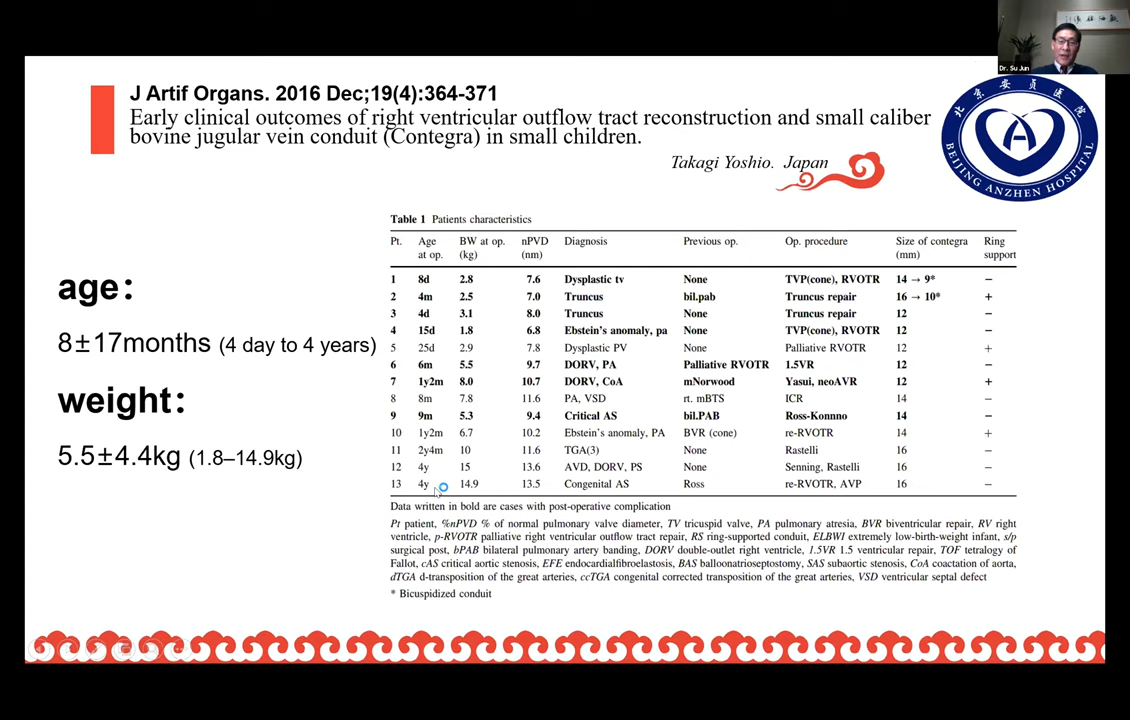 Dr. Su Jun
J Artif Organs. 2016 Dec;19(4):364-371
Early clinical outcomes of right ventricular outflow tract reconstruction and small caliber
bovine jugular vein conduit (Contegra) in small children.
Takagi Yoshio. Japan
北京安贞医院
BEIJING ANZHEN HOSPITAL
age:
8±17months (4 day to 4 years)
weight:
5.5±4.4kg (1.8–14.9kg)
Table 1 Patients characteristics
Pt. Age at op. BW at op. (kg) nPVD (nm) Diagnosis Previous op. Op. procedure Size of contegra (mm) Ring support
1 8d 2.8 7.6 Dysplastic tv None TVP(cone), RVOTR 14 → 9* −
2 4m 2.5 7.0 Truncus bil.pab Truncus repair 16 → 10* +
3 4d 3.1 8.0 Truncus None Truncus repair 12 −
4 15d 1.8 6.8 Ebstein's anomaly, pa None TVP(cone), RVOTR 12 −
5 25d 2.9 7.8 Dysplastic PV None Palliative RVOTR 12 +
6 6m 5.5 9.7 DORV, PA Palliative RVOTR 1.5VR 12 −
7 1y2m 8.0 10.7 DORV, CoA mNorwood Yasui, neoAVR 12 +
8 8m 7.8 11.6 PA, VSD rt. mBTS ICR 14 −
9 9m 5.3 9.4 Critical AS bil.PAB Ross-Konnno 14 −
10 1y2m 6.7 10.2 Ebstein's anomaly, PA BVR (cone) re-RVOTR 14 +
11 2y4m 10 11.6 TGA(3) None Rastelli 16 −
12 4y 15 13.6 AVD, DORV, PS None Senning, Rastelli 16 −
13 4y 14.9 13.5 Congenital AS Ross re-RVOTR, AVP 16 −
Data written in bold are cases with post-operative complication
Pt patient, %nPVD % of normal pulmonary valve diameter, TV tricuspid valve, PA pulmonary atresia, BVR biventricular repair, RV right
ventricle, p-RVOTR palliative right ventricular outflow tract repair, RS ring-supported conduit, ELBWI extremely low-birth-weight infant, s/p
surgical post, bPAB bilateral pulmonary artery banding, DORV double-outlet right ventricle, 1.5VR 1.5 ventricular repair, TOF tetralogy of
Fallot, cAS critical aortic stenosis, EFE endocardialfibroelastosis, BAS balloonatrioseptostomy, SAS subaortic stenosis, CoA coactation of aorta,
dTGA d-transposition of the great arteries, ccTGA congenital corrected transposition of the great arteries, VSD ventricular septal defect
* Bicuspidized conduit